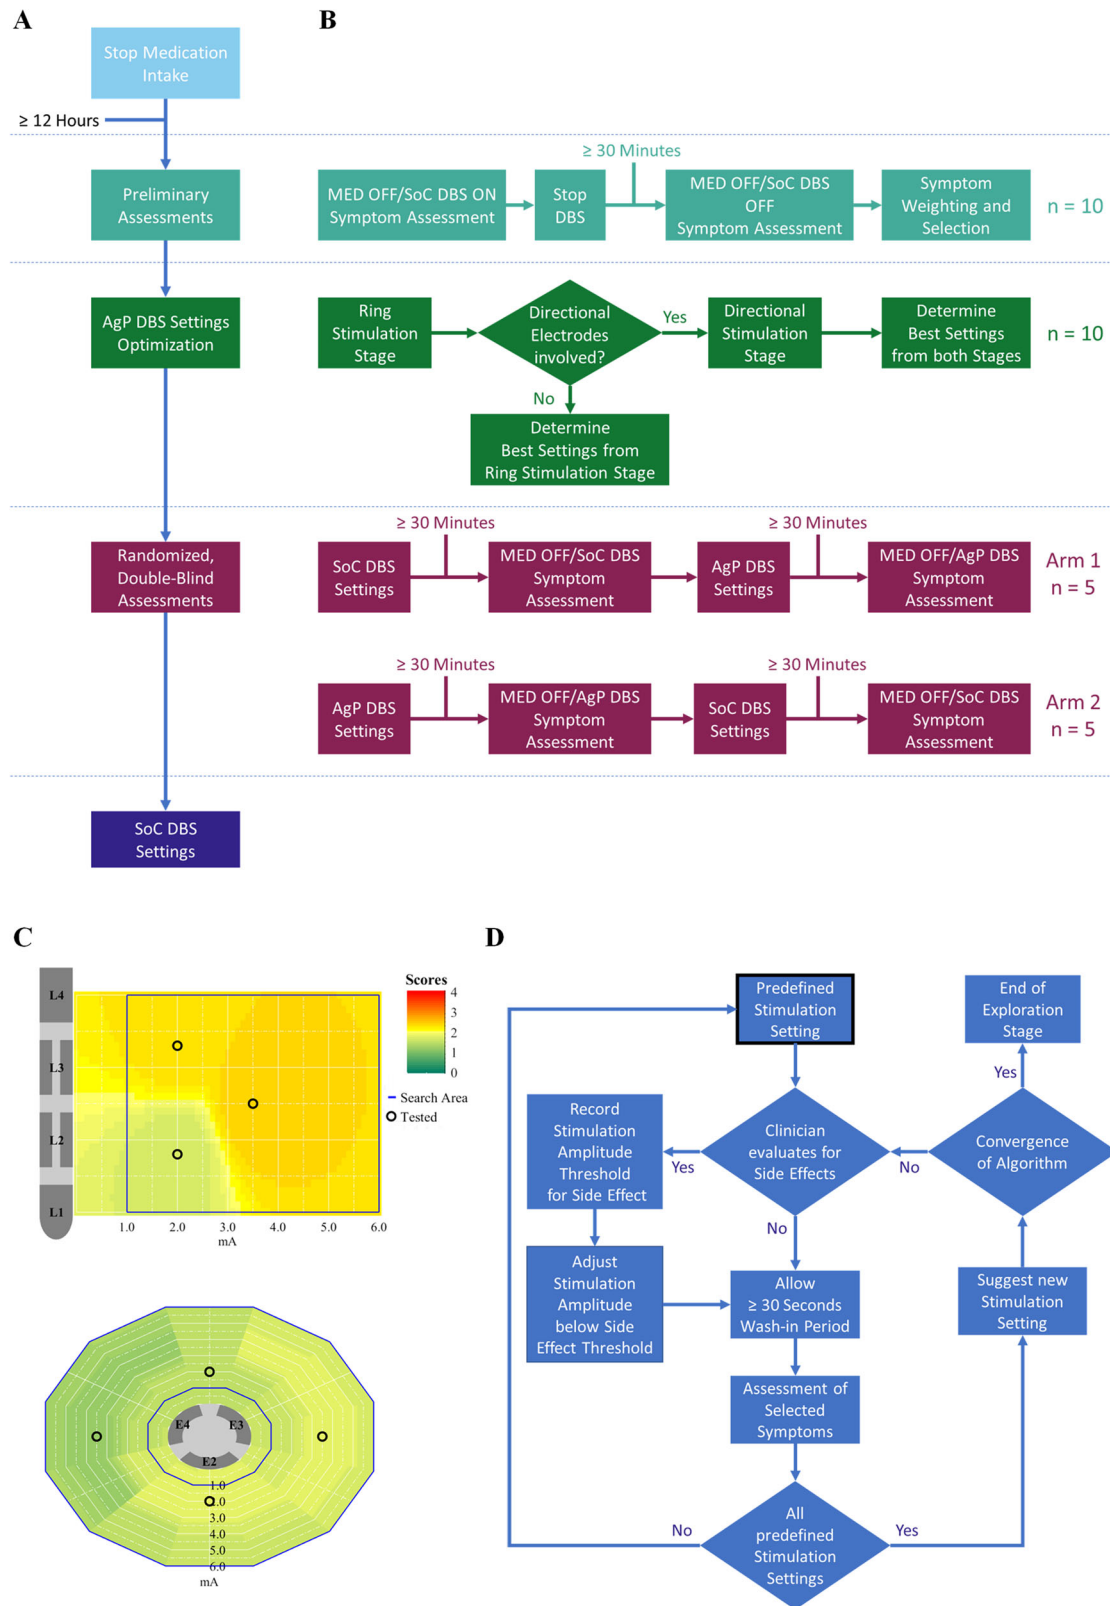 A
B
Stop Medication
Intake
≥ 12 Hours
Preliminary
Assessments
MED OFF/SoC DBS ON
Symptom Assessment
Stop
DBS
≥ 30 Minutes
MED OFF/SoC DBS
OFF
Symptom Assessment
Symptom
Weighting and
Selection
n = 10
AgP DBS Settings
Optimization
Ring
Stimulation
Stage
Directional
Electrodes
involved?
Yes
No
Directional
Stimulation
Stage
Determine
Best Settings
from both Stages
n = 10
Determine
Best Settings from
Ring Stimulation Stage
Randomized,
Double-Blind
Assessments
SoC DBS
Settings
≥ 30 Minutes
MED OFF/SoC DBS
Symptom
Assessment
AgP DBS
Settings
≥ 30 Minutes
MED OFF/AgP DBS
Symptom
Assessment
Arm 1
n = 5
AgP DBS
Settings
≥ 30 Minutes
MED OFF/AgP DBS
Symptom
Assessment
SoC DBS
Settings
≥ 30 Minutes
MED OFF/SoC DBS
Symptom
Assessment
Arm 2
n = 5
SoC DBS
Settings
C
L4
L3
L2
L1
1.0 2.0 3.0 4.0 5.0 6.0
mA
Scores
4
3
2
1
0
Search Area
Tested
E4
E3
E2
1.0
2.0
3.0
4.0
5.0
6.0
mA
D
Predefined
Stimulation
Setting
End of
Exploration
Stage
Yes
Record
Stimulation
Amplitude
Threshold
for Side Effect
Yes
Clinician
evaluates for
Side Effects
No
Convergence
of Algorithm
No
Adjust
Stimulation
Amplitude
below Side
Effect Threshold
Allow
≥ 30 Seconds
Wash-in Period
Suggest new
Stimulation
Setting
Assessment of
Selected
Symptoms
No
All
predefined
Stimulation
Settings
Yes